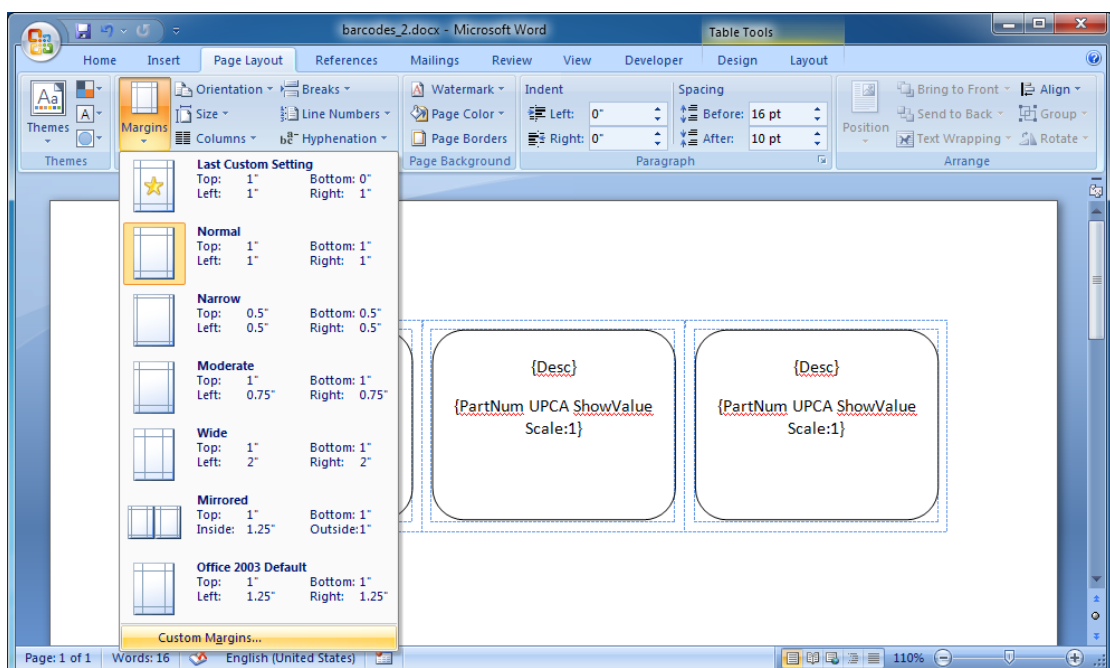 barcodes_2.docx - Microsoft Word Table Tools
Home Insert Page Layout References Mailings Review View Developer Design Layout
Aa
A
Themes
Themes
Margins
Orientation
Size
Columns
Breaks
Line Numbers
Hyphenation
Watermark
Page Color
Page Borders
Page Background
Indent
Left: 0"
Right: 0"
Spacing
Before: 16 pt
After: 10 pt
Paragraph
Position
Bring to Front
Send to Back
Text Wrapping
Align
Group
Rotate
Arrange
Last Custom Setting
Top: 1" Bottom: 0"
Left: 1" Right: 1"
Normal
Top: 1" Bottom: 1"
Left: 1" Right: 1"
Narrow
Top: 0.5" Bottom: 0.5"
Left: 0.5" Right: 0.5"
Moderate
Top: 1" Bottom: 1"
Left: 0.75" Right: 0.75"
Wide
Top: 1" Bottom: 1"
Left: 2" Right: 2"
Mirrored
Top: 1" Bottom: 1"
Inside: 1.25" Outside:1"
Office 2003 Default
Top: 1" Bottom: 1"
Left: 1.25" Right: 1.25"
Custom Margins...
{Desc}
{PartNum UPCA ShowValue
Scale:1}
{Desc}
{PartNum UPCA ShowValue
Scale:1}
Page: 1 of 1 Words: 16 English (United States) 110%